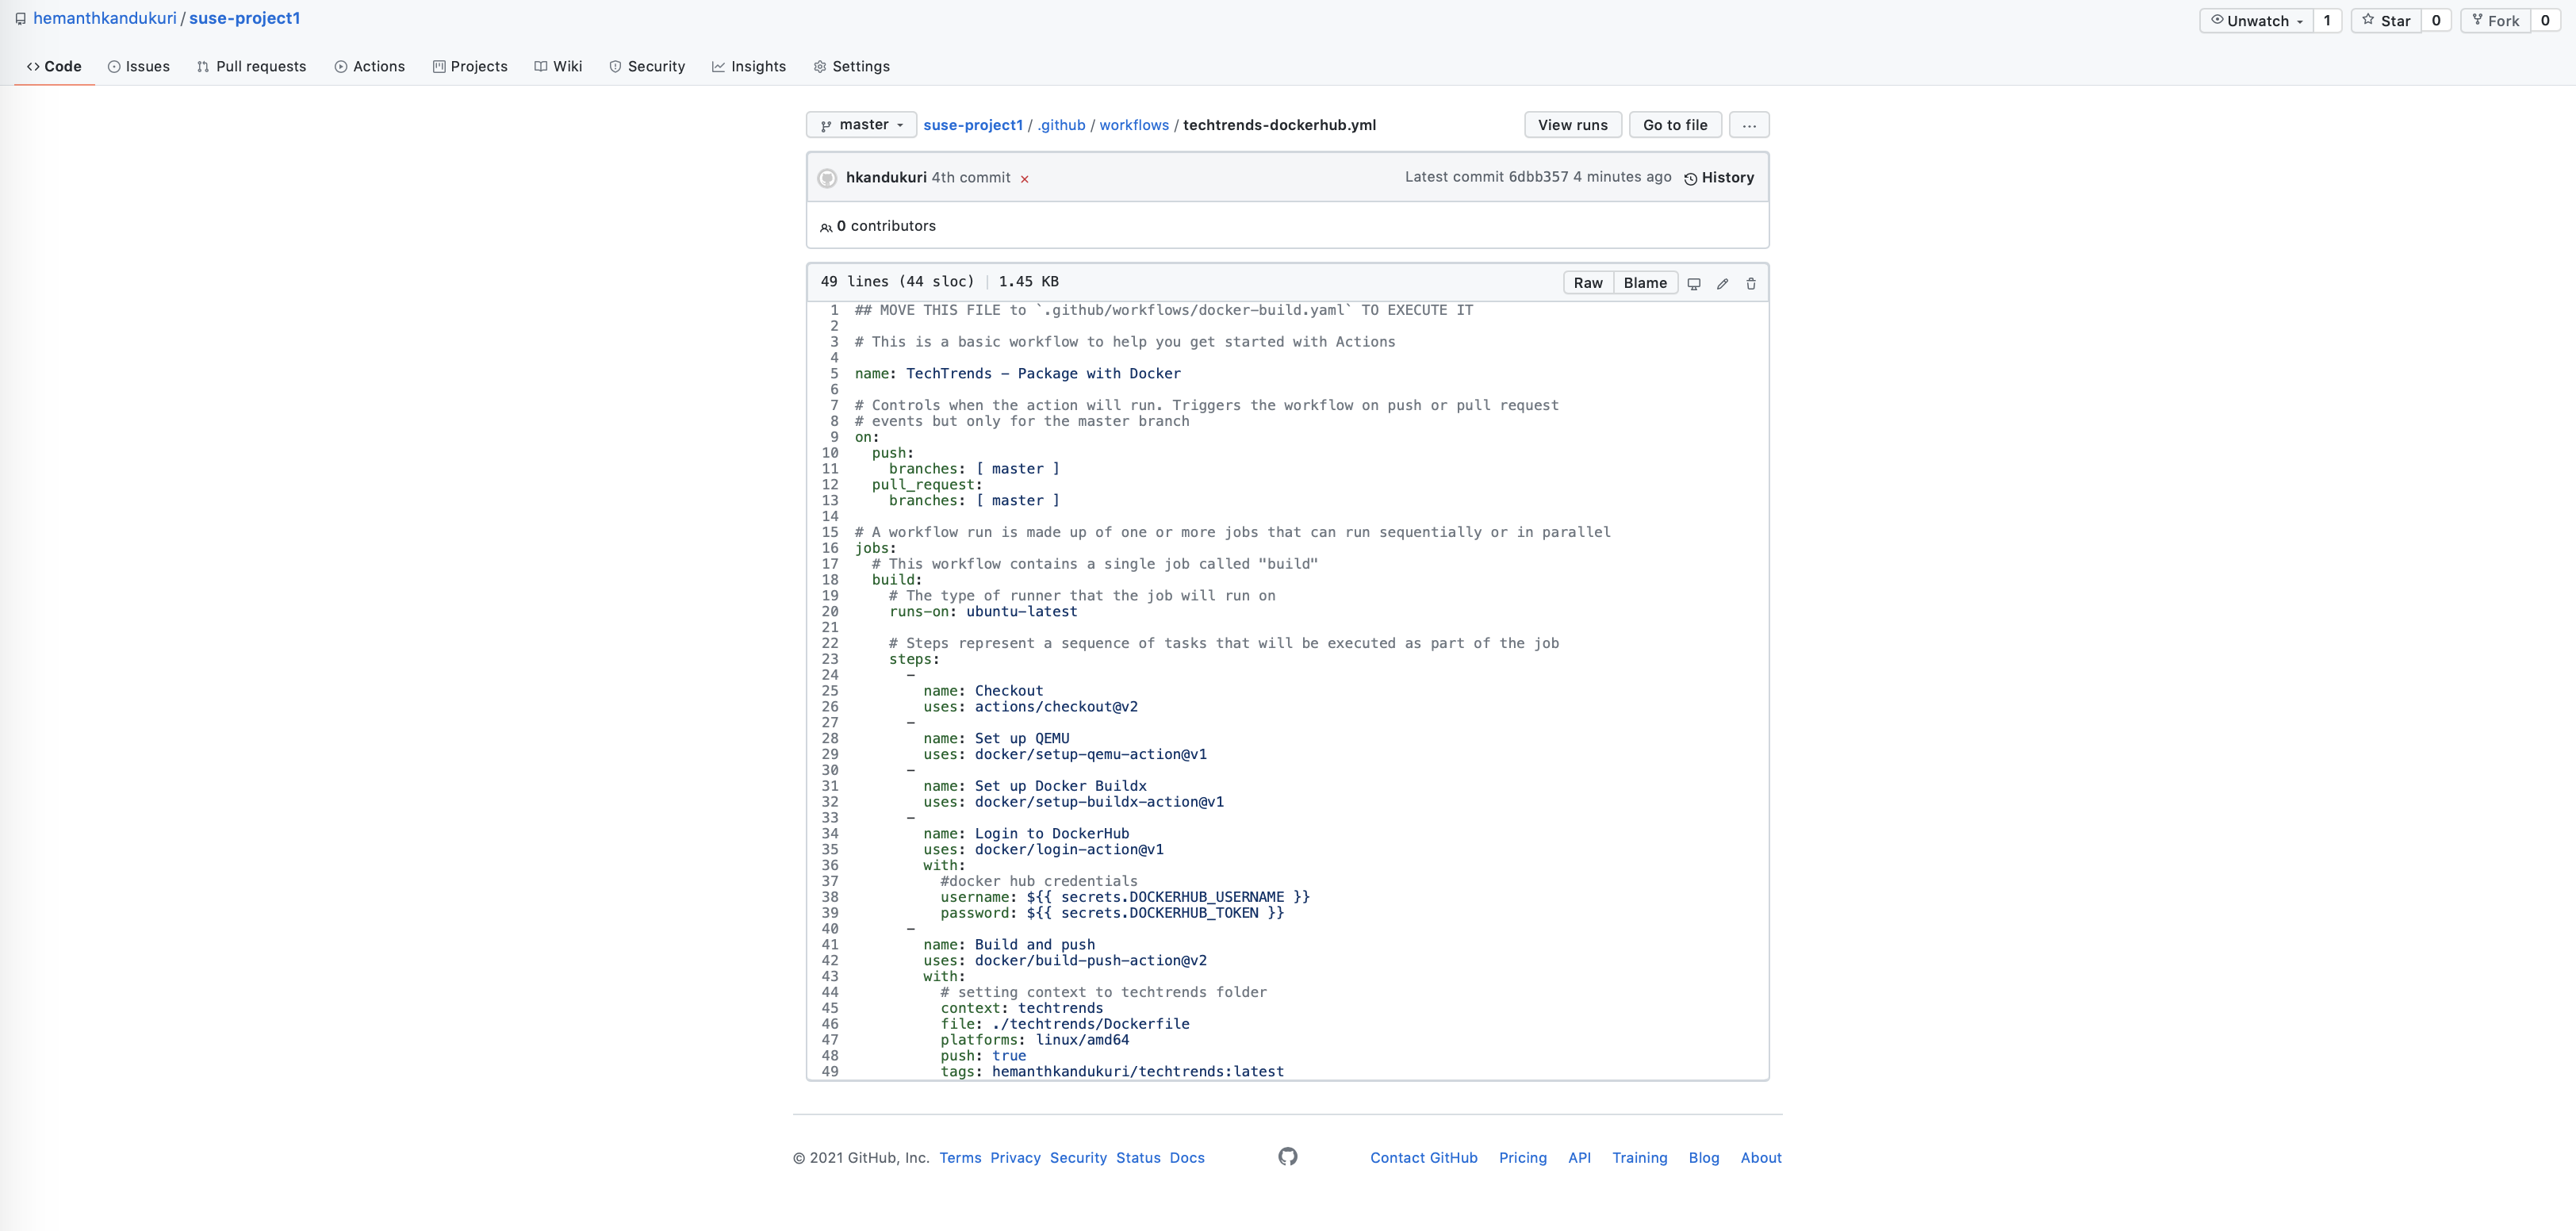 hemanthkandukuri / suse-project1
Unwatch 1 Star 0 Fork 0
Code Issues Pull requests Actions Projects Wiki Security Insights Settings
master suse-project1 / .github / workflows / techtrends-dockerhub.yml View runs Go to file ...
hkandukuri 4th commit × Latest commit 6dbb357 4 minutes ago History
0 contributors
49 lines (44 sloc) | 1.45 KB Raw Blame
1 ## MOVE THIS FILE to `.github/workflows/docker-build.yaml` TO EXECUTE IT
2
3 # This is a basic workflow to help you get started with Actions
4
5 name: TechTrends - Package with Docker
6
7 # Controls when the action will run. Triggers the workflow on push or pull request
8 # events but only for the master branch
9 on:
10   push:
11     branches: [ master ]
12   pull_request:
13     branches: [ master ]
14
15 # A workflow run is made up of one or more jobs that can run sequentially or in parallel
16 jobs:
17   # This workflow contains a single job called "build"
18   build:
19     # The type of runner that the job will run on
20     runs-on: ubuntu-latest
21
22     # Steps represent a sequence of tasks that will be executed as part of the job
23     steps:
24       -
25         name: Checkout
26         uses: actions/checkout@v2
27       -
28         name: Set up QEMU
29         uses: docker/setup-qemu-action@v1
30       -
31         name: Set up Docker Buildx
32         uses: docker/setup-buildx-action@v1
33       -
34         name: Login to DockerHub
35         uses: docker/login-action@v1
36         with:
37           #docker hub credentials
38           username: ${{ secrets.DOCKERHUB_USERNAME }}
39           password: ${{ secrets.DOCKERHUB_TOKEN }}
40       -
41         name: Build and push
42         uses: docker/build-push-action@v2
43         with:
44           # setting context to techtrends folder
45           context: techtrends
46           file: ./techtrends/Dockerfile
47           platforms: linux/amd64
48           push: true
49           tags: hemanthkandukuri/techtrends:latest
© 2021 GitHub, Inc. Terms Privacy Security Status Docs Contact GitHub Pricing API Training Blog About